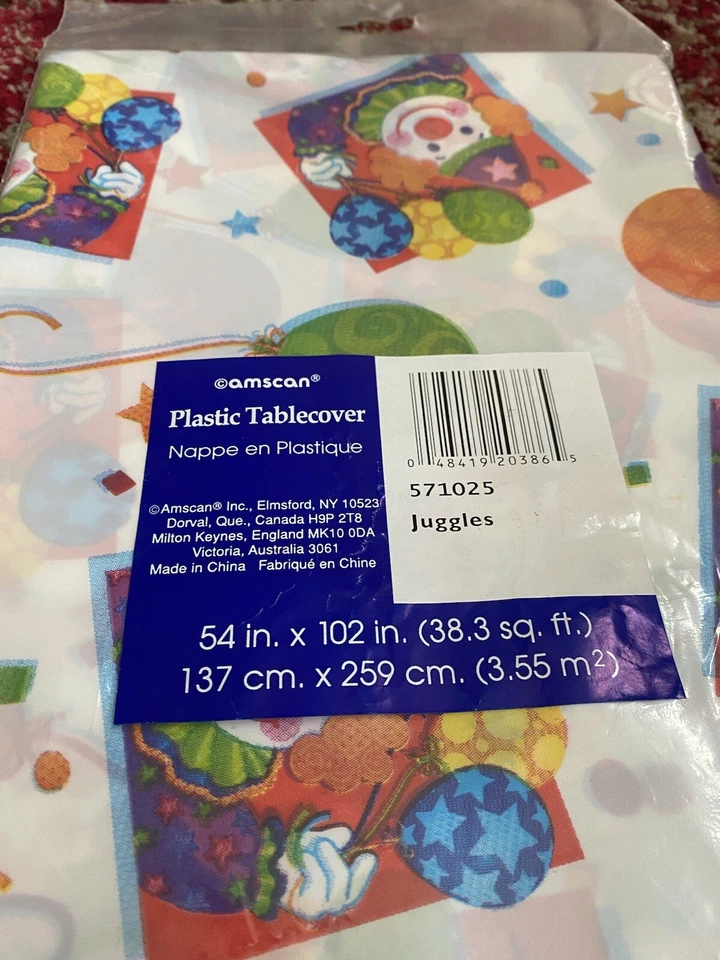 ©amscan®
Plastic Tablecover
Nappe en Plastique
©Amscan® Inc., Elmsford, NY 10523
Dorval, Que., Canada H9P 2T8
Milton Keynes, England MK10 0DA
Victoria, Australia 3061
Made in China Fabriqué en Chine
0 48419 20386 5
571025
Juggles
54 in. x 102 in. (38.3 sq. ft.)
137 cm. x 259 cm. (3.55 m²)